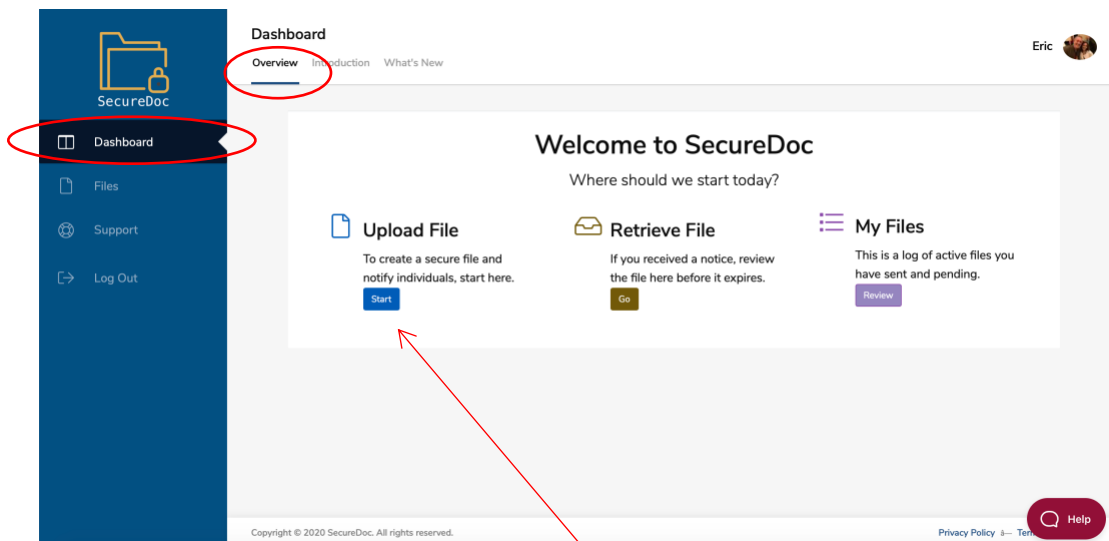 SecureDoc
Dashboard
Files
Support
Log Out
Dashboard
Overview Introduction What's New
Eric
Welcome to SecureDoc
Where should we start today?
Upload File
To create a secure file and
notify individuals, start here.
Start
Retrieve File
If you received a notice, review
the file here before it expires.
Go
My Files
This is a log of active files you
have sent and pending.
Review
Copyright © 2020 SecureDoc. All rights reserved.
Privacy Policy
Help